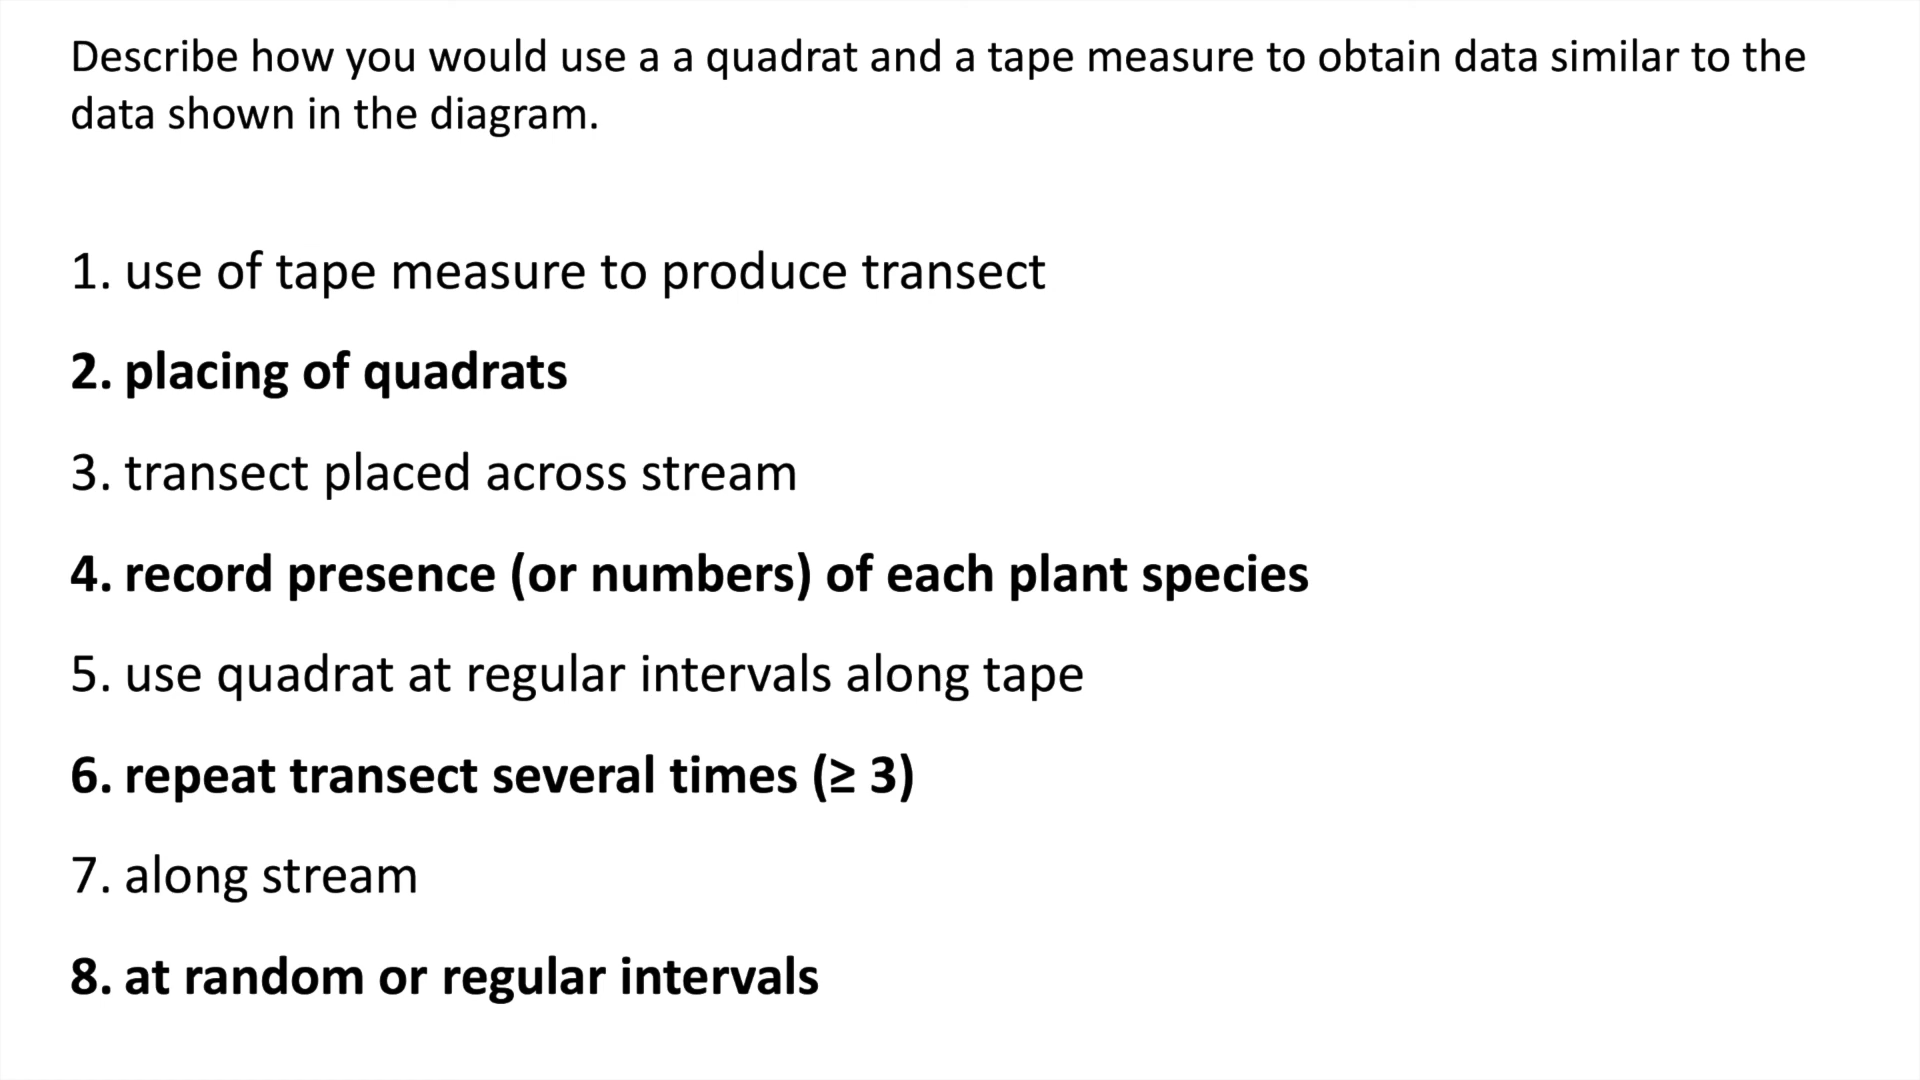 Describe how you would use a a quadrat and a tape measure to obtain data similar to the
data shown in the diagram.
1. use of tape measure to produce transect
2. placing of quadrats
3. transect placed across stream
4. record presence (or numbers) of each plant species
5. use quadrat at regular intervals along tape
6. repeat transect several times (≥ 3)
7. along stream
8. at random or regular intervals